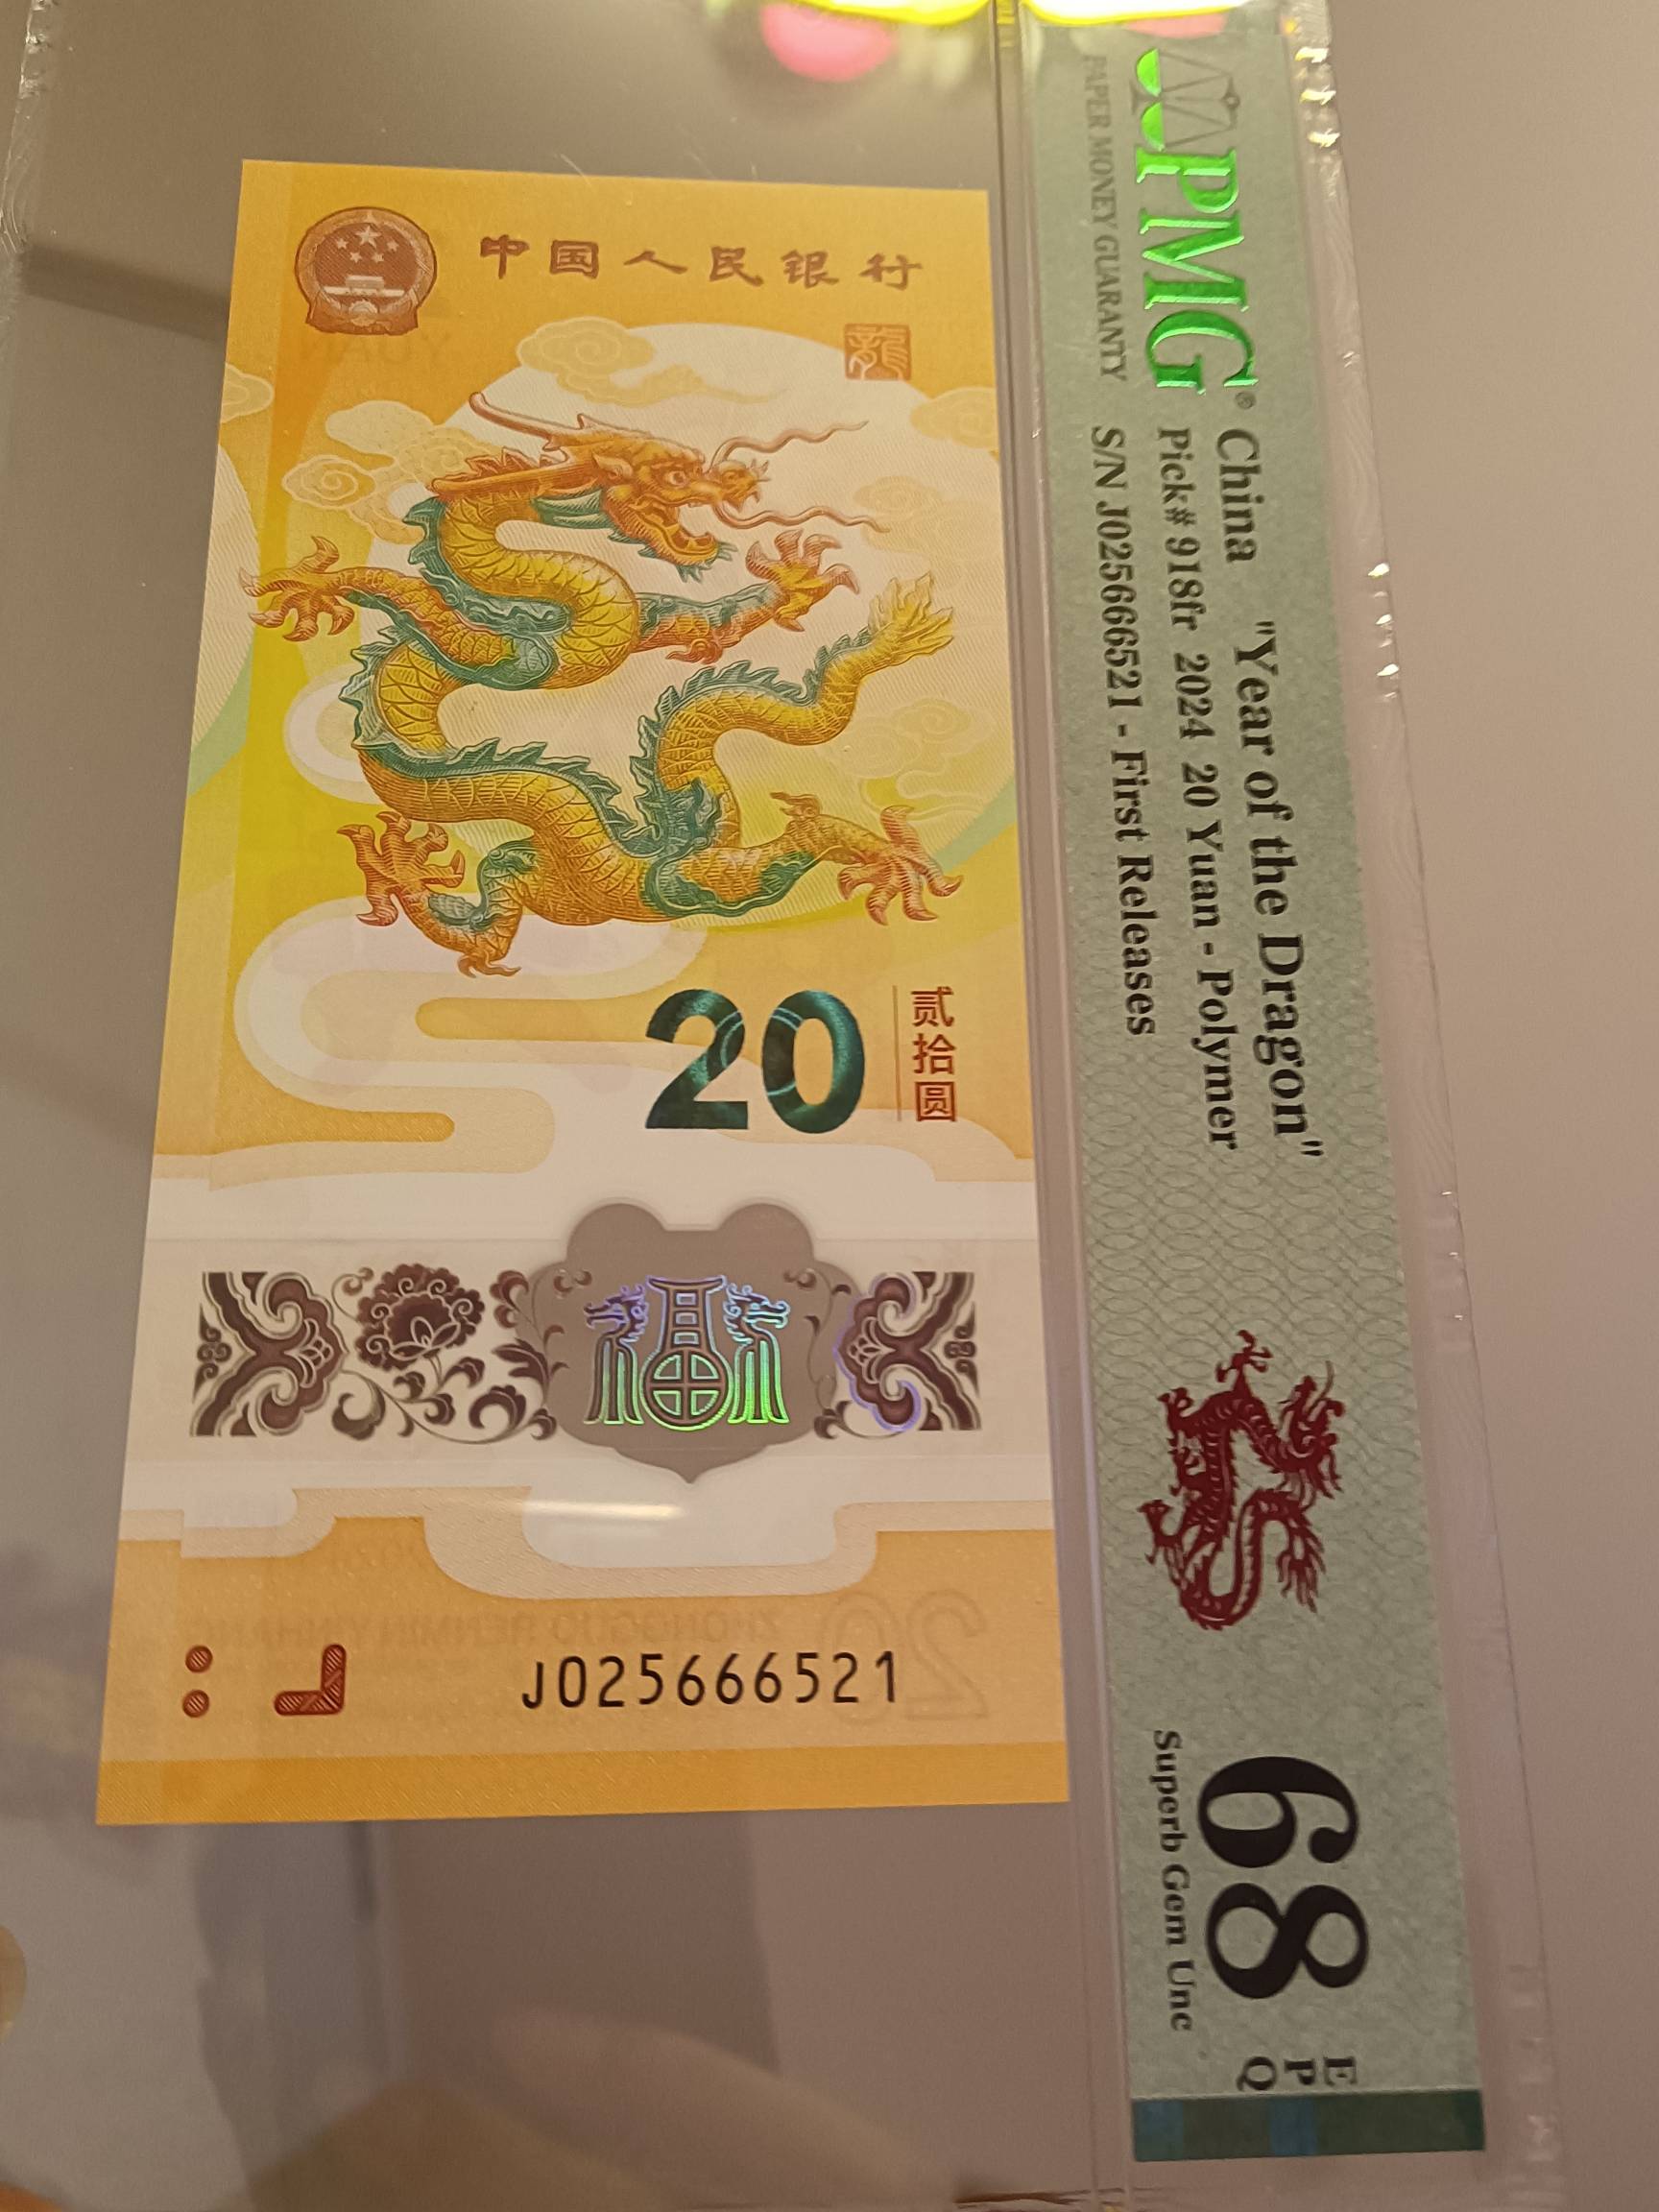 中国人民银行
龍
20
贰拾圆
J025666521
PMG®
PAPER MONEY GUARANTY
China "Year of the Dragon"
Pick# 918fr 2024 20 Yuan - Polymer
S/N J025666521 - First Releases
68
Superb Gem Unc
E
P
Q